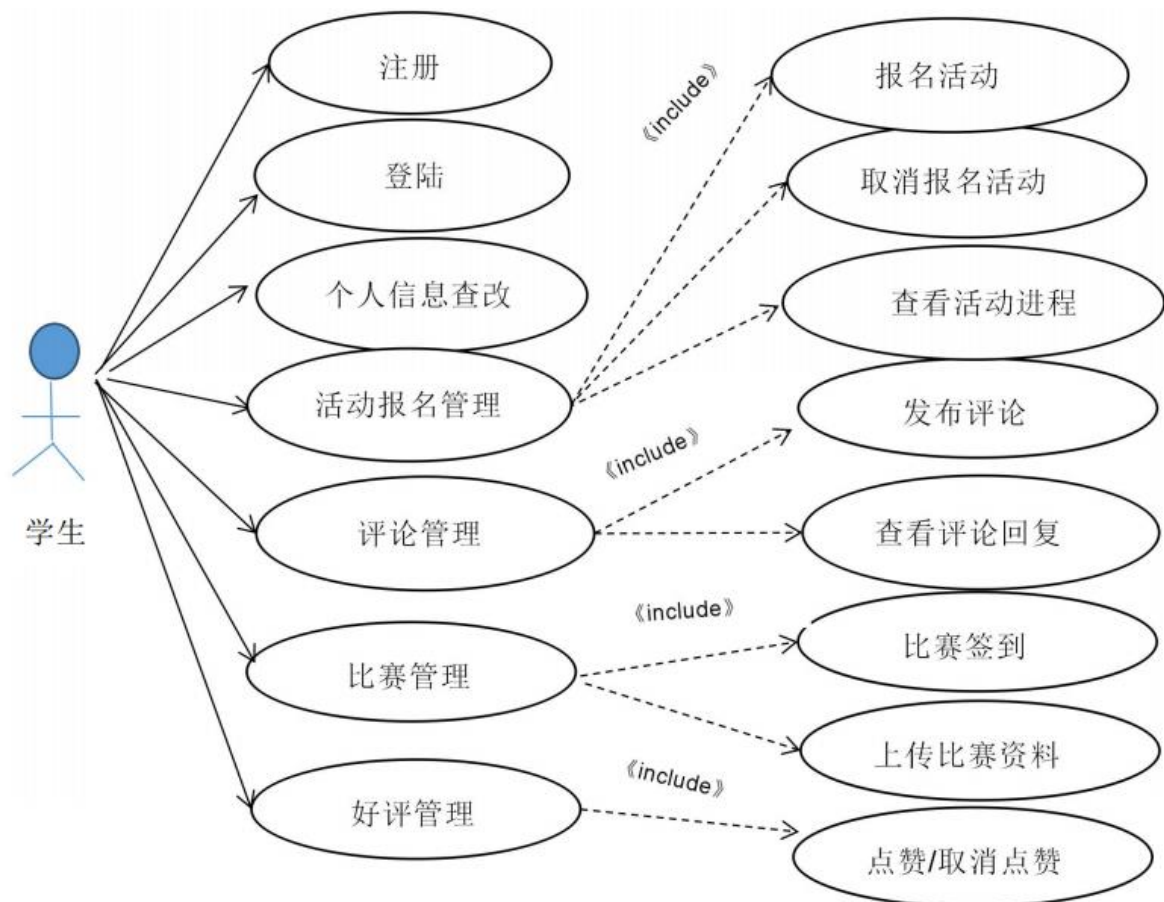 注册
登陆
个人信息查改
活动报名管理
评论管理
比赛管理
好评管理
学生
《include》
《include》
《include》
《include》
报名活动
取消报名活动
查看活动进程
发布评论
查看评论回复
比赛签到
上传比赛资料
点赞/取消点赞